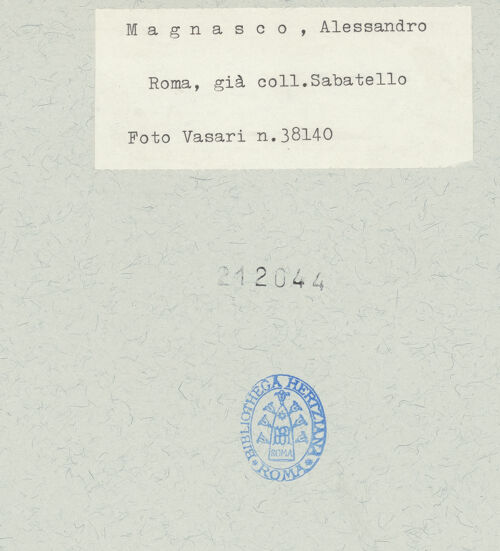 Magnasco, Alessandro
Roma, già coll.Sabatello
Foto Vasari n.38140
212044
BIBLIOTHECA HERTZIANA
ROMA
ROMA